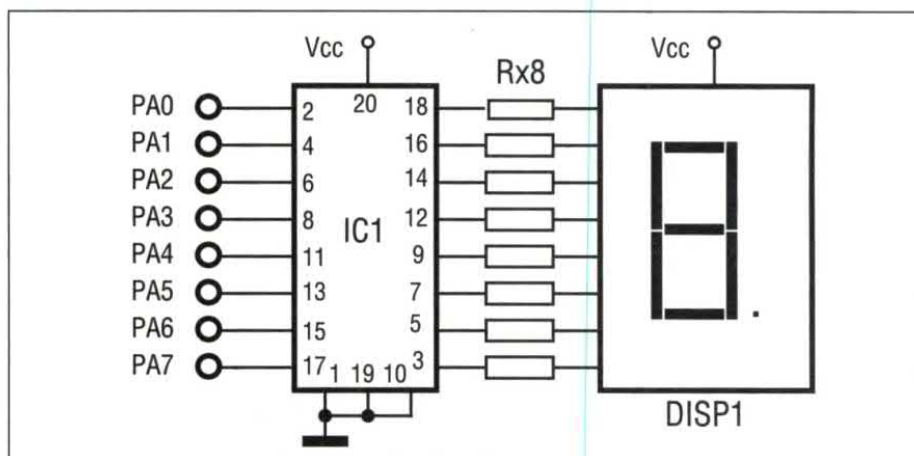 Vcc
Vcc
Rx8
PA0 2 20 18
PA1 4 16
PA2 6 14
PA3 8 12
IC1
PA4 11 9
PA5 13 7
PA6 15 5
PA7 17 1 19 10 3
DISP1